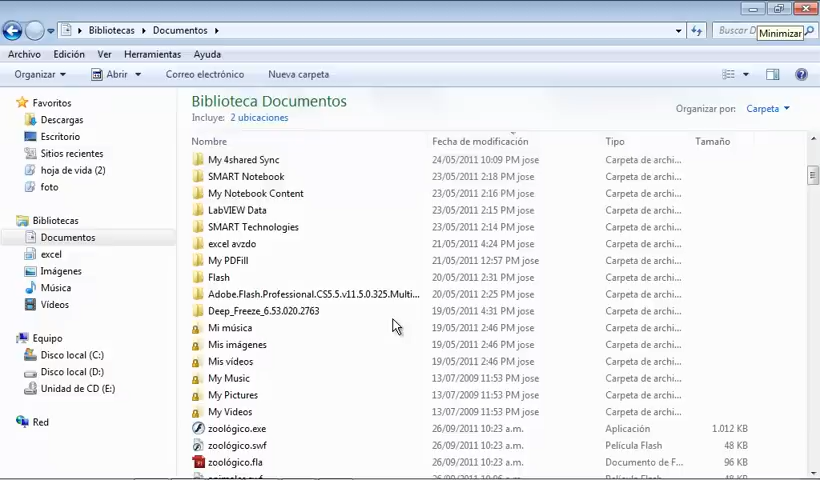 Bibliotecas Documentos
Buscar D
Minimizar
Archivo Edición Ver Herramientas Ayuda
Organizar Abrir Correo electrónico Nueva carpeta
Favoritos
Descargas
Escritorio
Sitios recientes
hoja de vida (2)
foto
Bibliotecas
Documentos
excel
Imágenes
Música
Vídeos
Equipo
Disco local (C:)
Disco local (D:)
Unidad de CD (E:)
Red
Biblioteca Documentos
Incluye: 2 ubicaciones
Organizar por: Carpeta
Nombre Fecha de modificación Tipo Tamaño
My 4shared Sync 24/05/2011 10:09 PM jose Carpeta de archi...
SMART Notebook 23/05/2011 2:18 PM jose Carpeta de archi...
My Notebook Content 23/05/2011 2:16 PM jose Carpeta de archi...
LabVIEW Data 23/05/2011 2:15 PM jose Carpeta de archi...
SMART Technologies 23/05/2011 2:14 PM jose Carpeta de archi...
excel avzdo 21/05/2011 4:24 PM jose Carpeta de archi...
My PDFill 21/05/2011 12:57 PM jose Carpeta de archi...
Flash 20/05/2011 2:31 PM jose Carpeta de archi...
Adobe.Flash.Professional.CS5.5.v11.5.0.325.Multi... 20/05/2011 2:25 PM jose Carpeta de archi...
Deep_Freeze_6.53.020.2763 19/05/2011 4:31 PM jose Carpeta de archi...
Mi música 19/05/2011 2:46 PM jose Carpeta de archi...
Mis imágenes 19/05/2011 2:46 PM jose Carpeta de archi...
Mis vídeos 19/05/2011 2:46 PM jose Carpeta de archi...
My Music 13/07/2009 11:53 PM jose Carpeta de archi...
My Pictures 13/07/2009 11:53 PM jose Carpeta de archi...
My Videos 13/07/2009 11:53 PM jose Carpeta de archi...
zoológico.exe 26/09/2011 10:23 a.m. Aplicación 1.012 KB
zoológico.swf 26/09/2011 10:23 a.m. Película Flash 48 KB
zoológico.fla 26/09/2011 10:23 a.m. Documento de F... 96 KB